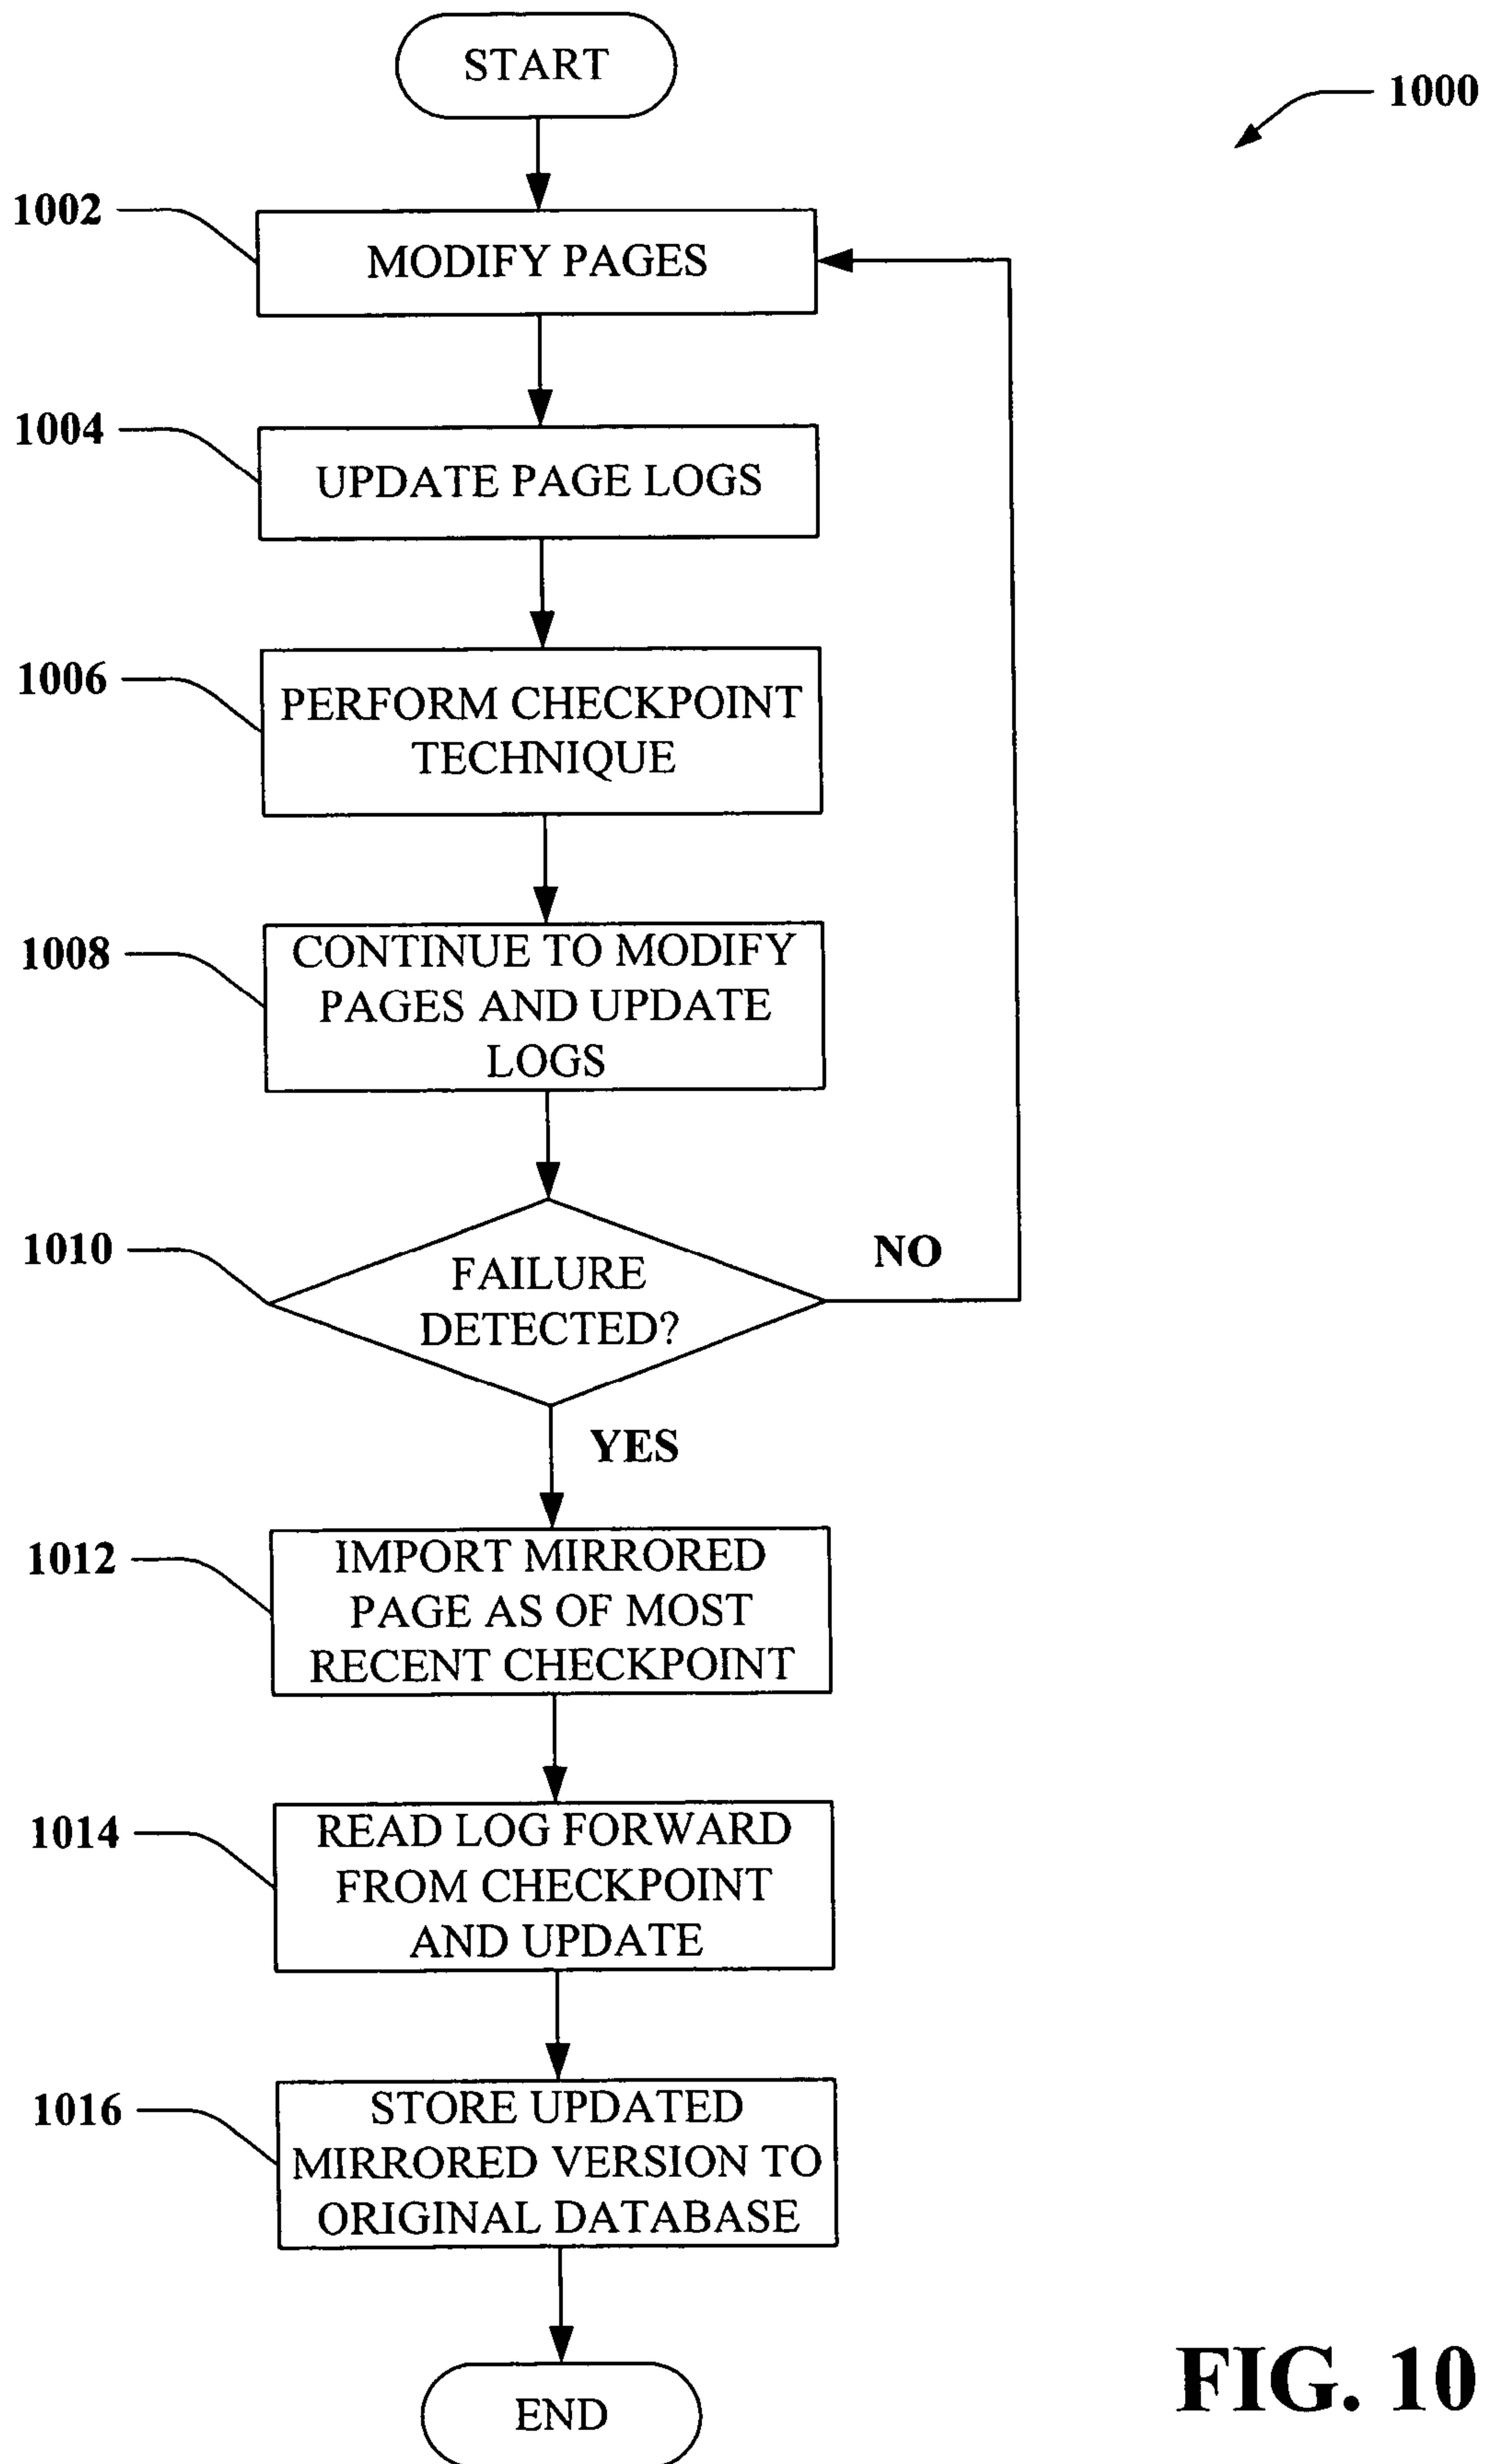 START
1000
1002
MODIFY PAGES
1004
UPDATE PAGE LOGS
1006
PERFORM CHECKPOINT
TECHNIQUE
1008
CONTINUE TO MODIFY
PAGES AND UPDATE
LOGS
1010
FAILURE
DETECTED?
NO
YES
1012
IMPORT MIRRORED
PAGE AS OF MOST
RECENT CHECKPOINT
1014
READ LOG FORWARD
FROM CHECKPOINT
AND UPDATE
1016
STORE UPDATED
MIRRORED VERSION TO
ORIGINAL DATABASE
END
FIG. 10